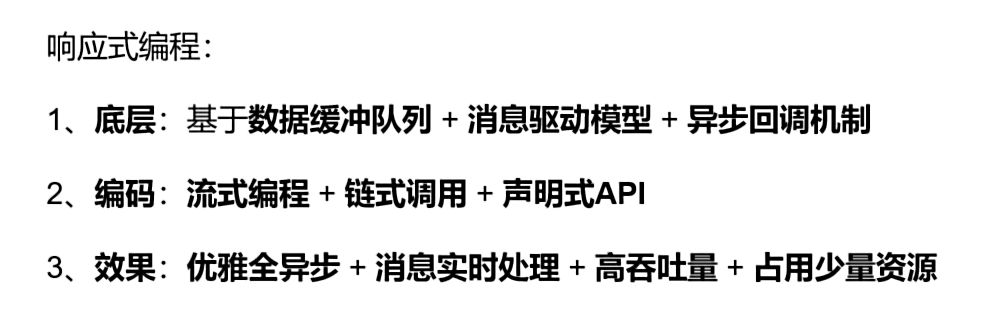 响应式编程：
1、底层：基于数据缓冲队列 + 消息驱动模型 + 异步回调机制
2、编码：流式编程 + 链式调用 + 声明式API
3、效果：优雅全异步 + 消息实时处理 + 高吞吐量 + 占用少量资源